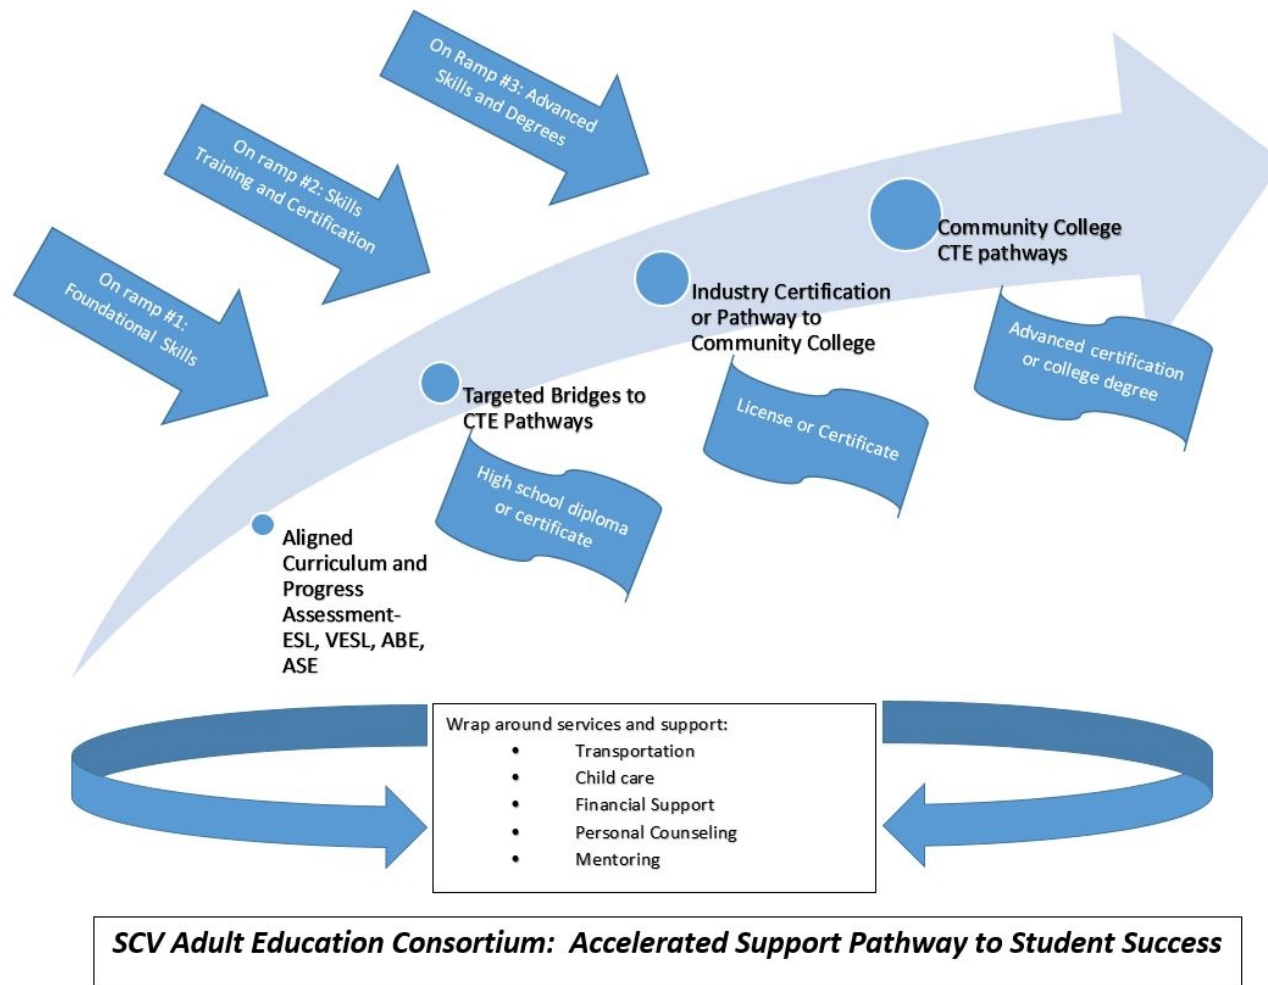 On Ramp #3: Advanced
Skills and Degrees
On ramp #2: Skills
Training and Certification
On ramp #1:
Foundational Skills
Community College
CTE pathways
Industry Certification
or Pathway to
Community College
Advanced certification
or college degree
Targeted Bridges to
CTE Pathways
License or Certificate
High school diploma
or certificate
Aligned
Curriculum and
Progress
Assessment-
ESL, VESL, ABE,
ASE
Wrap around services and support:
• Transportation
• Child care
• Financial Support
• Personal Counseling
• Mentoring
SCV Adult Education Consortium: Accelerated Support Pathway to Student Success